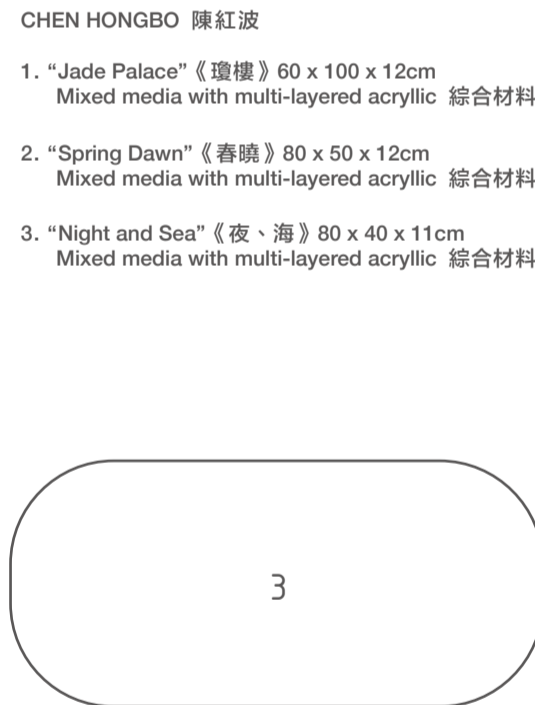 CHEN HONGBO 陳紅波
1. “Jade Palace”《瓊樓》60 x 100 x 12cm
Mixed media with multi-layered acryllic 綜合材料
2. “Spring Dawn”《春曉》80 x 50 x 12cm
Mixed media with multi-layered acryllic 綜合材料
3. “Night and Sea”《夜、海》80 x 40 x 11cm
Mixed media with multi-layered acryllic 綜合材料
3